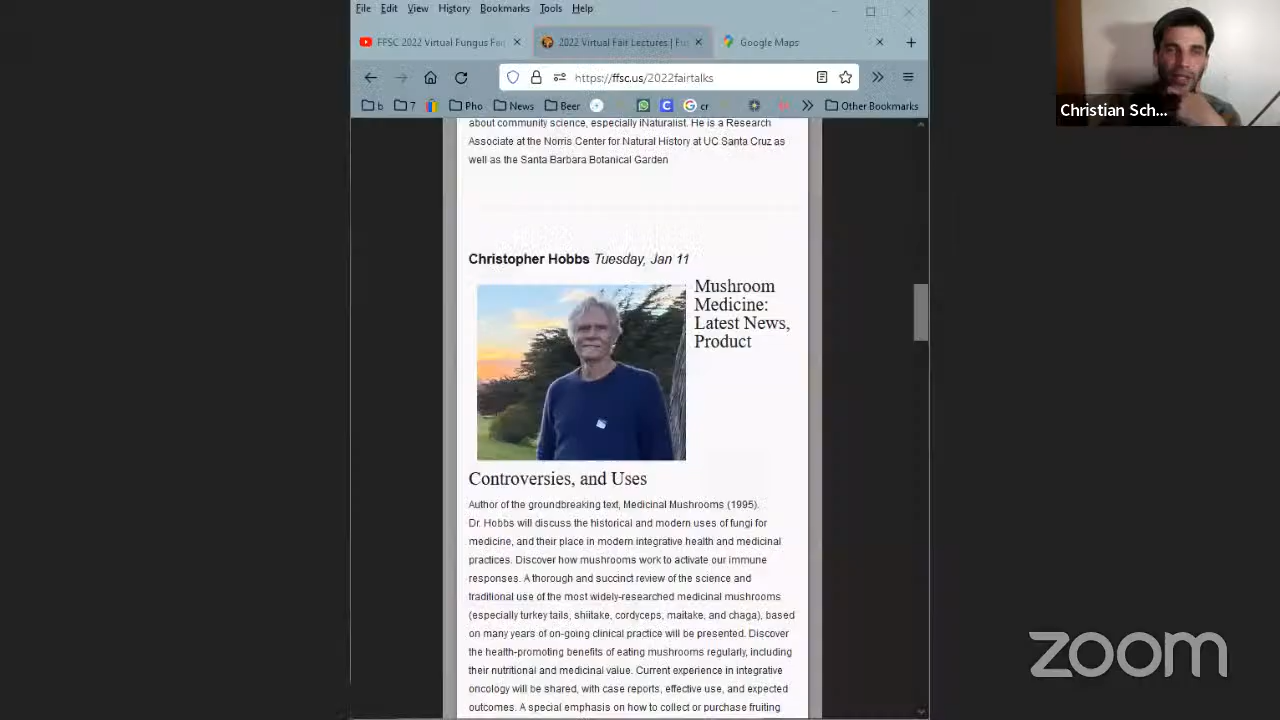 File Edit View History Bookmarks Tools Help
FFSC 2022 Virtual Fungus Fai
2022 Virtual Fair Lectures | Fu
Google Maps
https://ffsc.us/2022fairtalks
b 7 Pho News Beer cr Other Bookmarks
Christian Sch...
about community science, especially iNaturalist. He is a Research
Associate at the Norris Center for Natural History at UC Santa Cruz as
well as the Santa Barbara Botanical Garden
Christopher Hobbs Tuesday, Jan 11
Mushroom
Medicine:
Latest News,
Product
Controversies, and Uses
Author of the groundbreaking text, Medicinal Mushrooms (1995).
Dr. Hobbs will discuss the historical and modern uses of fungi for
medicine, and their place in modern integrative health and medicinal
practices. Discover how mushrooms work to activate our immune
responses. A thorough and succinct review of the science and
traditional use of the most widely-researched medicinal mushrooms
(especially turkey tails, shiitake, cordyceps, maitake, and chaga), based
on many years of on-going clinical practice will be presented. Discover
the health-promoting benefits of eating mushrooms regularly, including
their nutritional and medicinal value. Current experience in integrative
oncology will be shared, with case reports, effective use, and expected
outcomes. A special emphasis on how to collect or purchase fruiting
zoom